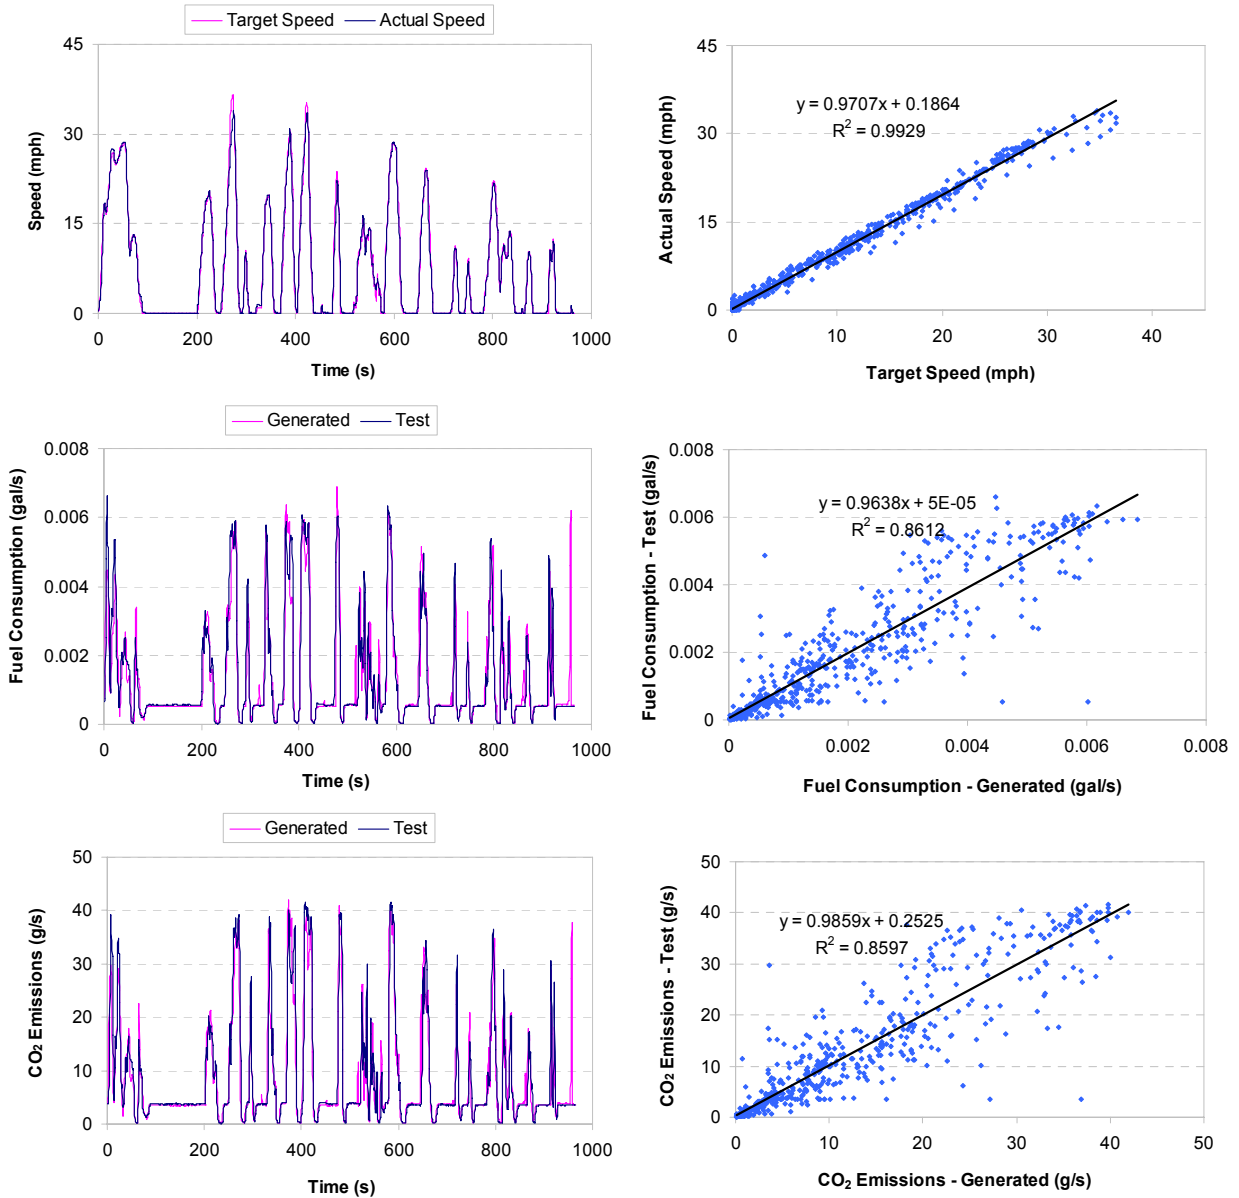 Target Speed Actual Speed
45
30
15
0
Speed (mph)
0 200 400 600 800 1000
Time (s)
45
30
15
0
Actual Speed (mph)
y = 0.9707x + 0.1864
R² = 0.9929
0 10 20 30 40
Target Speed (mph)
Generated Test
0.008
0.006
0.004
0.002
0
Fuel Consumption (gal/s)
0 200 400 600 800 1000
Time (s)
0.008
0.006
0.004
0.002
0
Fuel Consumption - Test (gal/s)
y = 0.9638x + 5E-05
R² = 0.8612
0 0.002 0.004 0.006 0.008
Fuel Consumption - Generated (gal/s)
Generated Test
50
40
30
20
10
0
CO₂ Emissions (g/s)
0 200 400 600 800 1000
Time (s)
50
40
30
20
10
0
CO₂ Emissions - Test (g/s)
y = 0.9859x + 0.2525
R² = 0.8597
0 10 20 30 40 50
CO₂ Emissions - Generated (g/s)